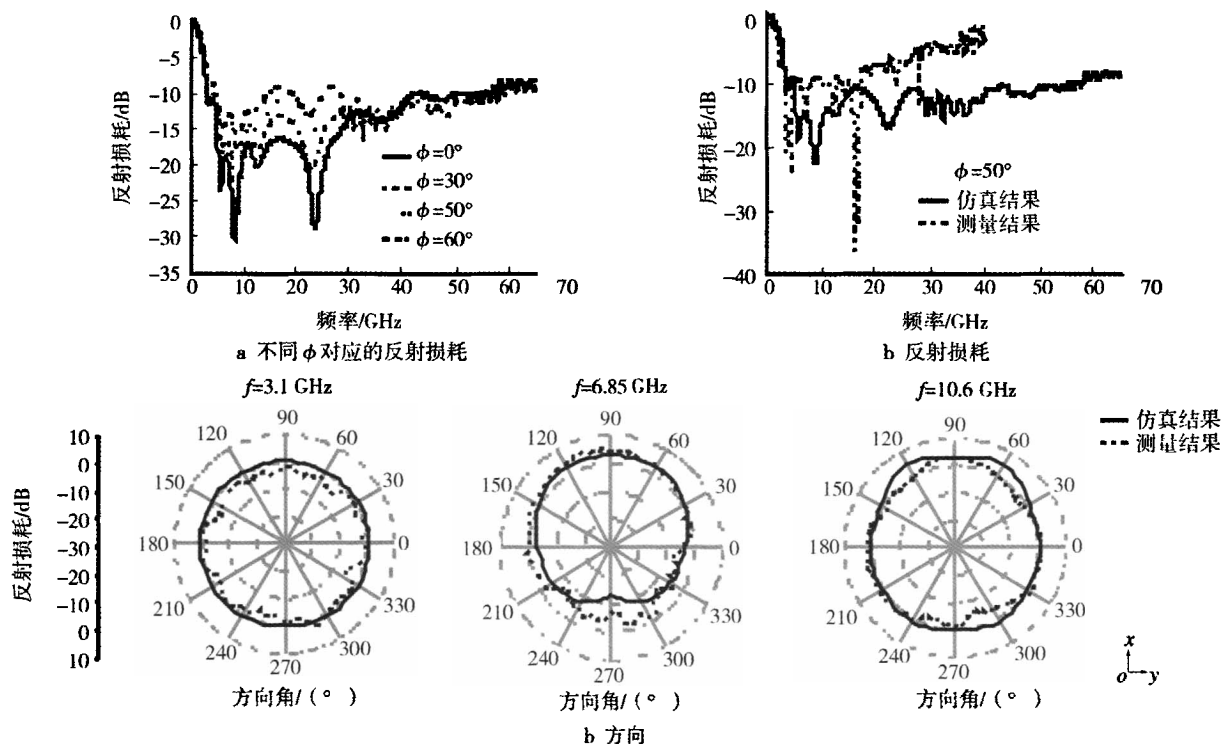 0
-5
-10
-15
-20
-25
-30
-35
反射损耗/dB
ϕ=0°
ϕ=30°
ϕ=50°
ϕ=60°
0 10 20 30 40 50 60 70
频率/GHz
a 不同ϕ对应的反射损耗
0
-10
-20
-30
-40
反射损耗/dB
ϕ=50°
仿真结果
测量结果
0 10 20 30 40 50 60 70
频率/GHz
b 反射损耗
10
0
-10
-20
-30
-20
-10
0
10
反射损耗/dB
f=3.1 GHz
90
120 60
150 30
180 0
210 330
240 300
270
方向角/(° )
f=6.85 GHz
90
120 60
150 30
180 0
210 330
240 300
270
方向角/(° )
f=10.6 GHz
90
120 60
150 30
180 0
210 330
240 300
270
方向角/(° )
仿真结果
测量结果
x
o y
b 方向